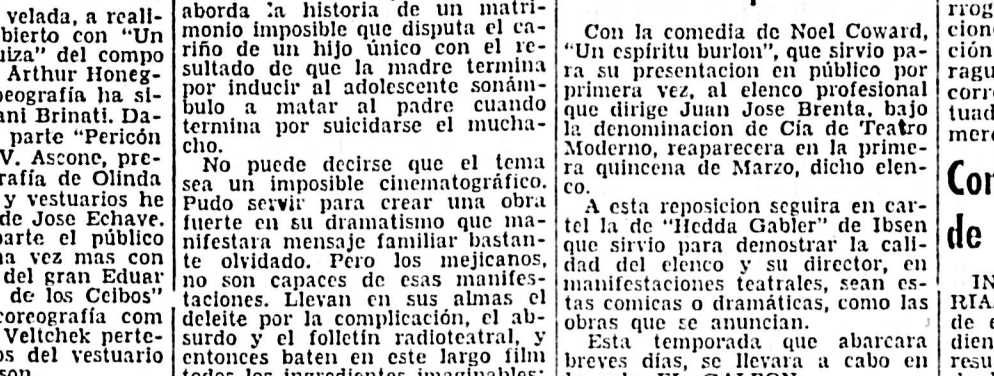 velada, a reali-
bierto con "Un
uiza" del compo
Arthur Honeg-
peografía ha si-
ani Brinati. Da-
parte "Pericón
V. Ascone, pre-
rafía de Olinda
y vestuarios he
de Jose Echave.
parte el público
na vez mas con
del gran Eduar
de los Ceibos"
coreografía com
Veltchek perte-
os del vestuario
aborda la historia de un matri-
monio imposible que disputa el ca-
riño de un hijo único con el re-
sultado de que la madre termina
por inducir al adolescente sonám-
bulo a matar al padre cuando
termina por suicidarse el mucha-
cho.
No puede decirse que el tema
sea un imposible cinematográfico.
Pudo servir para crear una obra
fuerte en su dramatismo que ma-
nifestara mensaje familiar bastan-
te olvidado. Pero los mejicanos,
no son capaces de esas manifes-
taciones. Llevan en sus almas el
deleite por la complicación, el ab-
surdo y el folletín radioteatral, y
entonces baten en este largo film
todos los ingredientes imaginables:
Con la comedia de Noel Coward,
"Un espíritu burlon", que sirvio pa-
ra su presentacion en público por
primera vez, al elenco profesional
que dirige Juan Jose Brenta, bajo
la denominacion de Cía de Teatro
Moderno, reaparecera en la prime-
ra quincena de Marzo, dicho elen-
co.
A esta reposicion seguira en car-
tel la de "Hedda Gabler" de Ibsen
que sirvio para demostrar la cali-
dad del elenco y su director, en
manifestaciones teatrales, sean es-
tas comicas o dramáticas, como las
obras que se anuncian.
Esta temporada que abarcara
breves días, se llevara a cabo en
EL GALPON
rrog
cion
ción
ragu
corre
tuad
merc
Con
de
IN
RIA
de e
dien
resu